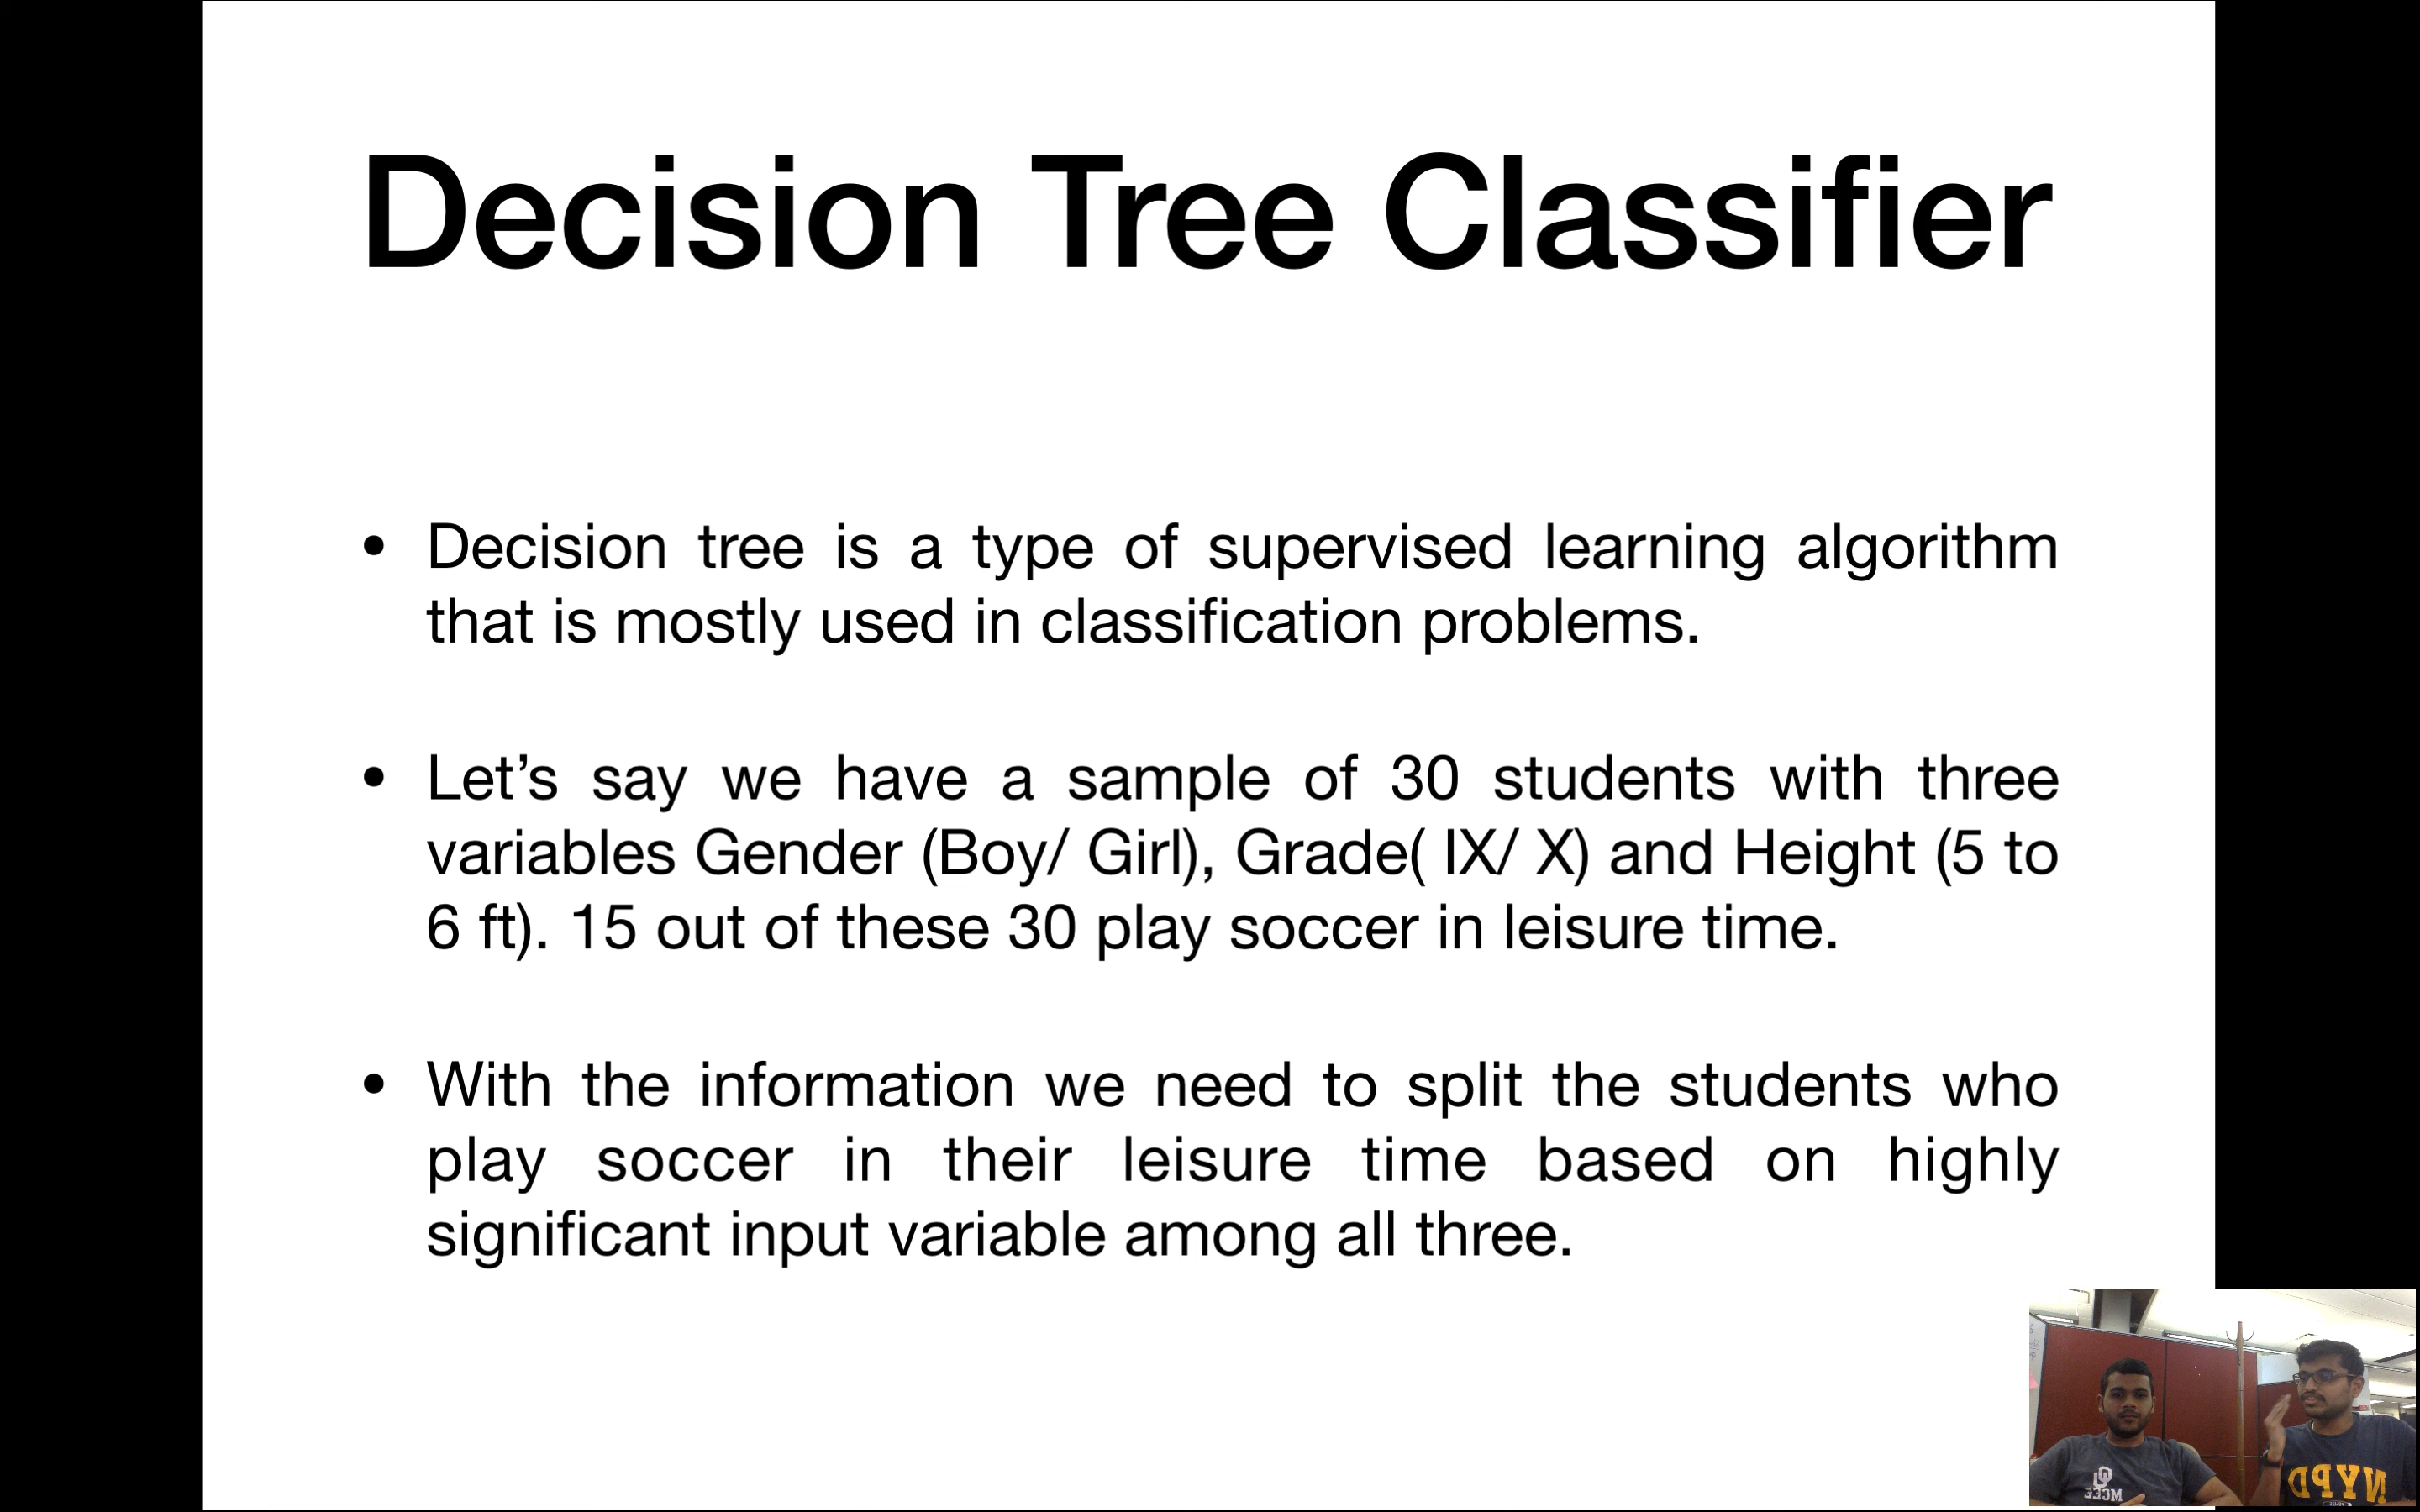 Decision Tree Classifier
• Decision tree is a type of supervised learning algorithm
that is mostly used in classification problems.
• Let’s say we have a sample of 30 students with three
variables Gender (Boy/ Girl), Grade( IX/ X) and Height (5 to
6 ft). 15 out of these 30 play soccer in leisure time.
• With the information we need to split the students who
play soccer in their leisure time based on highly
significant input variable among all three.
MCEE
NYPD